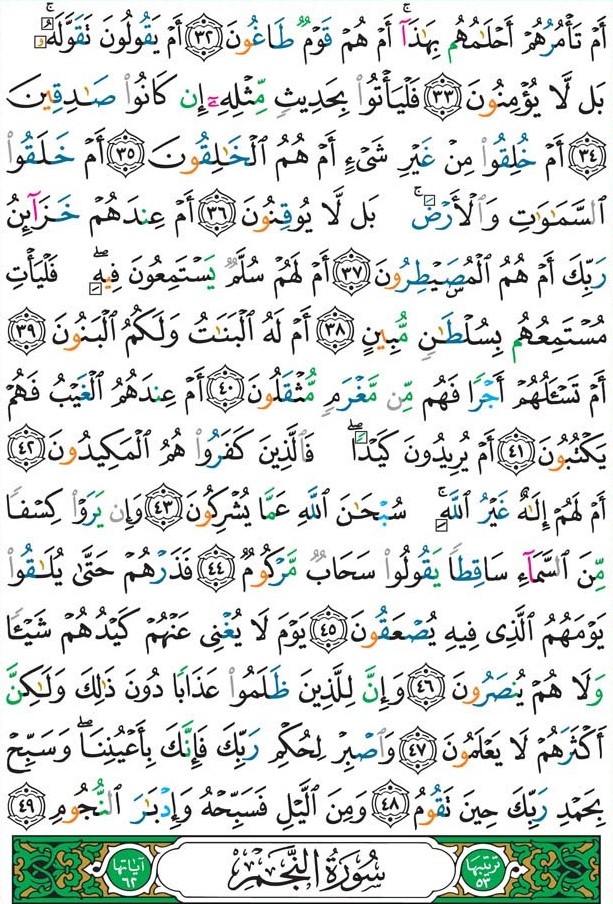 أَمْ تَأْمُرُهُمْ أَحْلَٰمُهُم بِهَٰذَآ ۚ أَمْ هُمْ قَوْمٌ طَاغُونَ ٣٢ أَمْ يَقُولُونَ تَقَوَّلَهُۥ ۚ
بَل لَّا يُؤْمِنُونَ ٣٣ فَلْيَأْتُوا۟ بِحَدِيثٍ مِّثْلِهِۦٓ إِن كَانُوا۟ صَٰدِقِينَ
٣٤ أَمْ خُلِقُوا۟ مِنْ غَيْرِ شَىْءٍ أَمْ هُمُ ٱلْخَٰلِقُونَ ٣٥ أَمْ خَلَقُوا۟
ٱلسَّمَٰوَٰتِ وَٱلْأَرْضَ ۚ بَل لَّا يُوقِنُونَ ٣٦ أَمْ عِندَهُمْ خَزَآئِنُ
رَبِّكَ أَمْ هُمُ ٱلْمُصَۣيْطِرُونَ ٣٧ أَمْ لَهُمْ سُلَّمٌ يَسْتَمِعُونَ فِيهِ ۖ فَلْيَأْتِ
مُسْتَمِعُهُم بِسُلْطَٰنٍ مُّبِينٍ ٣٨ أَمْ لَهُ ٱلْبَنَٰتُ وَلَكُمُ ٱلْبَنُونَ ٣٩
أَمْ تَسْـَٔلُهُمْ أَجْرًا فَهُم مِّن مَّغْرَمٍ مُّثْقَلُونَ ٤٠ أَمْ عِندَهُمُ ٱلْغَيْبُ فَهُمْ
يَكْتُبُونَ ٤١ أَمْ يُرِيدُونَ كَيْدًا ۖ فَٱلَّذِينَ كَفَرُوا۟ هُمُ ٱلْمَكِيدُونَ ٤٢
أَمْ لَهُمْ إِلَٰهٌ غَيْرُ ٱللَّهِ ۚ سُبْحَٰنَ ٱللَّهِ عَمَّا يُشْرِكُونَ ٤٣ وَإِن يَرَوْا۟ كِسْفًا
مِّنَ ٱلسَّمَآءِ سَاقِطًا يَقُولُوا۟ سَحَابٌ مَّرْكُومٌ ٤٤ فَذَرْهُمْ حَتَّىٰ يُلَٰقُوا۟
يَوْمَهُمُ ٱلَّذِى فِيهِ يُصْعَقُونَ ٤٥ يَوْمَ لَا يُغْنِى عَنْهُمْ كَيْدُهُمْ شَيْـًٔا
وَلَا هُمْ يُنصَرُونَ ٤٦ وَإِنَّ لِلَّذِينَ ظَلَمُوا۟ عَذَابًا دُونَ ذَٰلِكَ وَلَٰكِنَّ
أَكْثَرَهُمْ لَا يَعْلَمُونَ ٤٧ وَٱصْبِرْ لِحُكْمِ رَبِّكَ فَإِنَّكَ بِأَعْيُنِنَا ۖ وَسَبِّحْ
بِحَمْدِ رَبِّكَ حِينَ تَقُومُ ٤٨ وَمِنَ ٱلَّيْلِ فَسَبِّحْهُ وَإِدْبَٰرَ ٱلنُّجُومِ ٤٩
ترتيبها ٥٣ سُورَةُ النَّجْمِ آياتها ٦٢